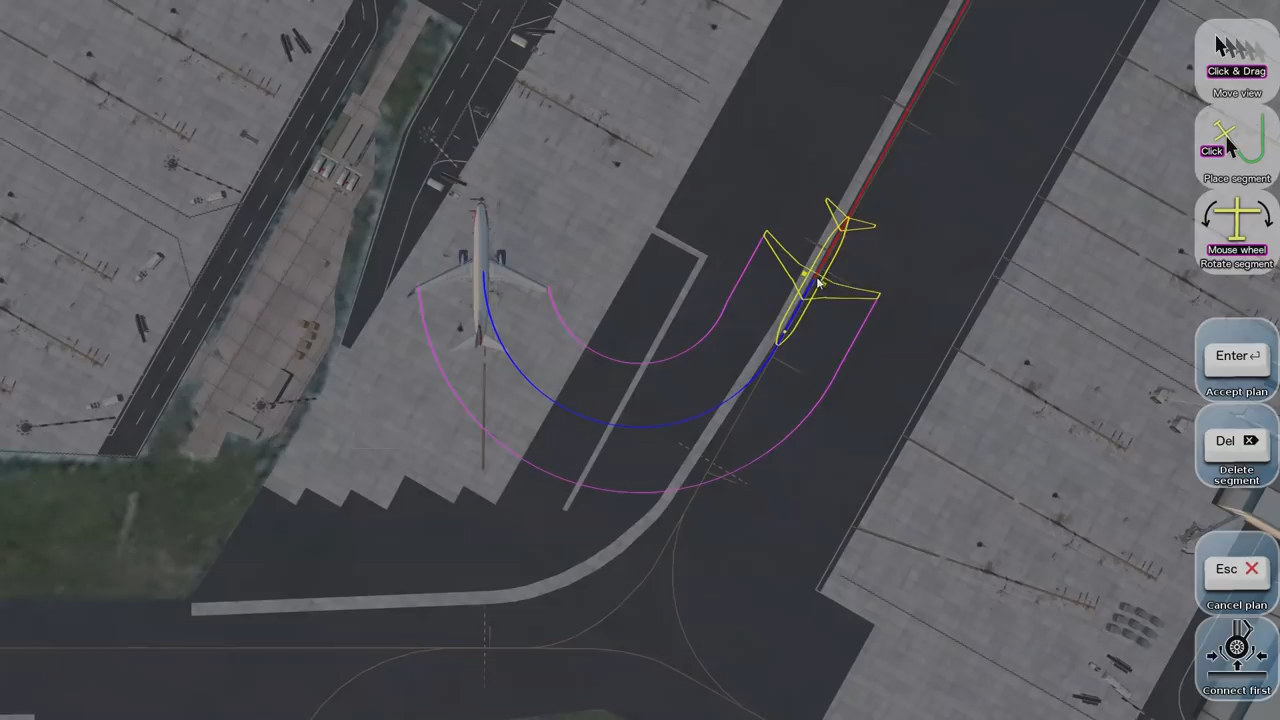 Click & Drag
Move view
Click
Place segment
Mouse wheel
Rotate segment
Enter
Accept plan
Del
Delete
segment
Esc
Cancel plan
Connect first